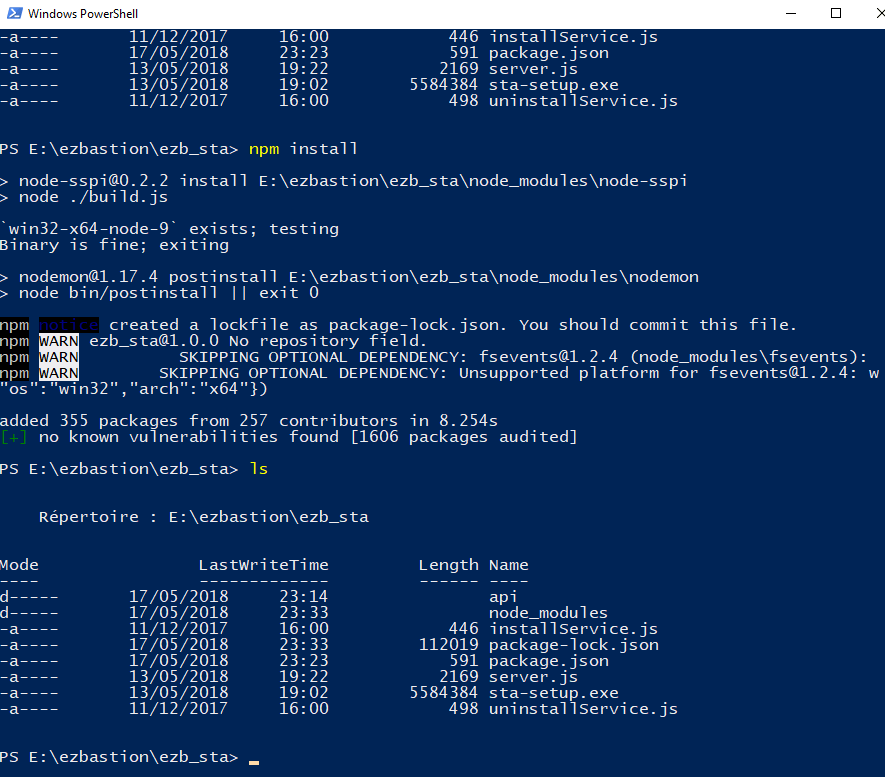 Windows PowerShell
-a---- 11/12/2017 16:00 446 installService.js
-a---- 17/05/2018 23:23 591 package.json
-a---- 13/05/2018 19:22 2169 server.js
-a---- 13/05/2018 19:02 5584384 sta-setup.exe
-a---- 11/12/2017 16:00 498 uninstallService.js
PS E:\ezbastion\ezb_sta> npm install
> node-sspi@0.2.2 install E:\ezbastion\ezb_sta\node_modules\node-sspi
> node ./build.js
`win32-x64-node-9` exists; testing
Binary is fine; exiting
> nodemon@1.17.4 postinstall E:\ezbastion\ezb_sta\node_modules\nodemon
> node bin/postinstall || exit 0
npm notice created a lockfile as package-lock.json. You should commit this file.
npm WARN ezb_sta@1.0.0 No repository field.
npm WARN SKIPPING OPTIONAL DEPENDENCY: fsevents@1.2.4 (node_modules\fsevents):
npm WARN SKIPPING OPTIONAL DEPENDENCY: Unsupported platform for fsevents@1.2.4: w
"os":"win32","arch":"x64"})
added 355 packages from 257 contributors in 8.254s
[+] no known vulnerabilities found [1606 packages audited]
PS E:\ezbastion\ezb_sta> ls
Répertoire : E:\ezbastion\ezb_sta
Mode LastWriteTime Length Name
---- ------------- ------ ----
d----- 17/05/2018 23:14 api
d----- 17/05/2018 23:33 node_modules
-a---- 11/12/2017 16:00 446 installService.js
-a---- 17/05/2018 23:33 112019 package-lock.json
-a---- 17/05/2018 23:23 591 package.json
-a---- 13/05/2018 19:22 2169 server.js
-a---- 13/05/2018 19:02 5584384 sta-setup.exe
-a---- 11/12/2017 16:00 498 uninstallService.js
PS E:\ezbastion\ezb_sta> _